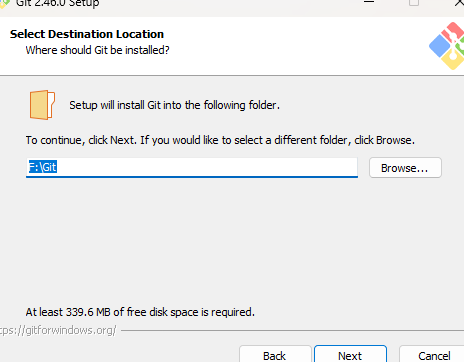 Git 2.46.0 Setup
Select Destination Location
Where should Git be installed?
Setup will install Git into the following folder.
To continue, click Next. If you would like to select a different folder, click Browse.
F:\Git
Browse...
At least 339.6 MB of free disk space is required.
tps://gitforwindows.org/
Back
Next
Cancel